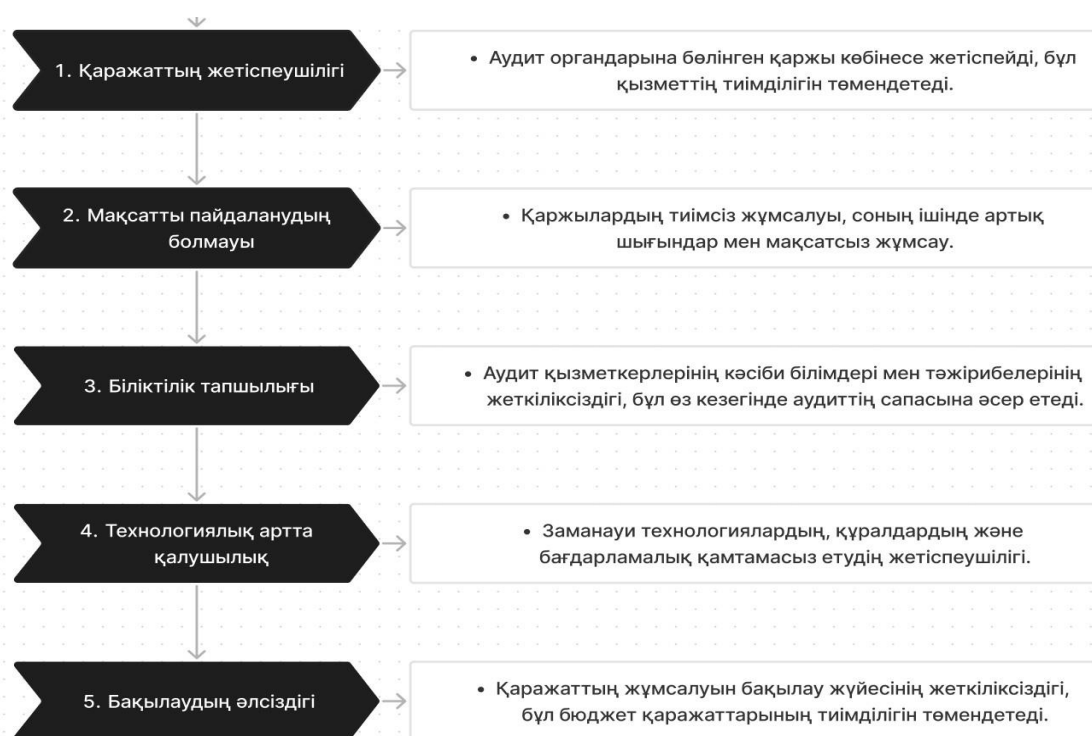 1. Қаражаттың жетіспеушілігі
• Аудит органдарына бөлінген қаржы көбінесе жетіспейді, бұл
қызметтің тиімділігін төмендетеді.
2. Мақсатты пайдаланудың
болмауы
• Қаржылардың тиімсіз жұмсалуы, соның ішінде артық
шығындар мен мақсатсыз жұмсау.
3. Біліктілік тапшылығы
• Аудит қызметкерлерінің кәсіби білімдері мен тәжірибелерінің
жеткіліксіздігі, бұл өз кезегінде аудиттің сапасына әсер етеді.
4. Технологиялық артта
қалушылық
• Заманауи технологиялардың, құралдардың және
бағдарламалық қамтамасыз етудің жетіспеушілігі.
5. Бақылаудың әлсіздігі
• Қаражаттың жұмсалуын бақылау жүйесінің жеткіліксіздігі,
бұл бюджет қаражаттарының тиімділігін төмендетеді.